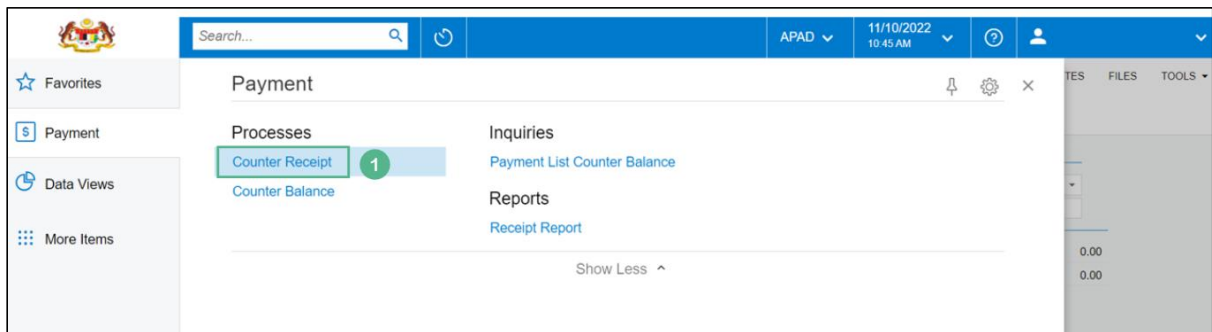 Search...
APAD
11/10/2022
10:45 AM
?
Favorites
Payment
TES FILES TOOLS
$ Payment
Processes
Inquiries
Counter Receipt
1
Payment List Counter Balance
Data Views
Counter Balance
Reports
Receipt Report
More Items
0.00
Show Less
0.00